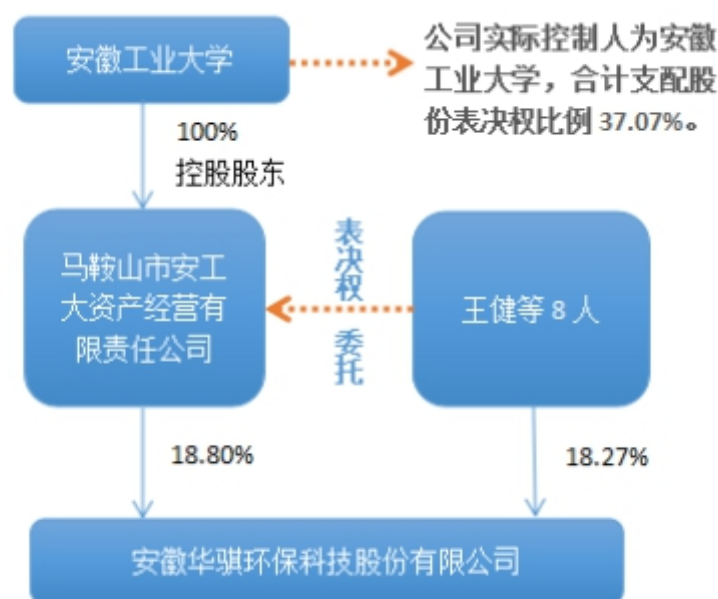 安徽工业大学
公司实际控制人为安徽
工业大学，合计支配股
份表决权比例 37.07%。
100%
控股股东
马鞍山市安工
大资产经营有
限责任公司
表决权 委托
王健等 8 人
18.80%
18.27%
安徽华骐环保科技股份有限公司